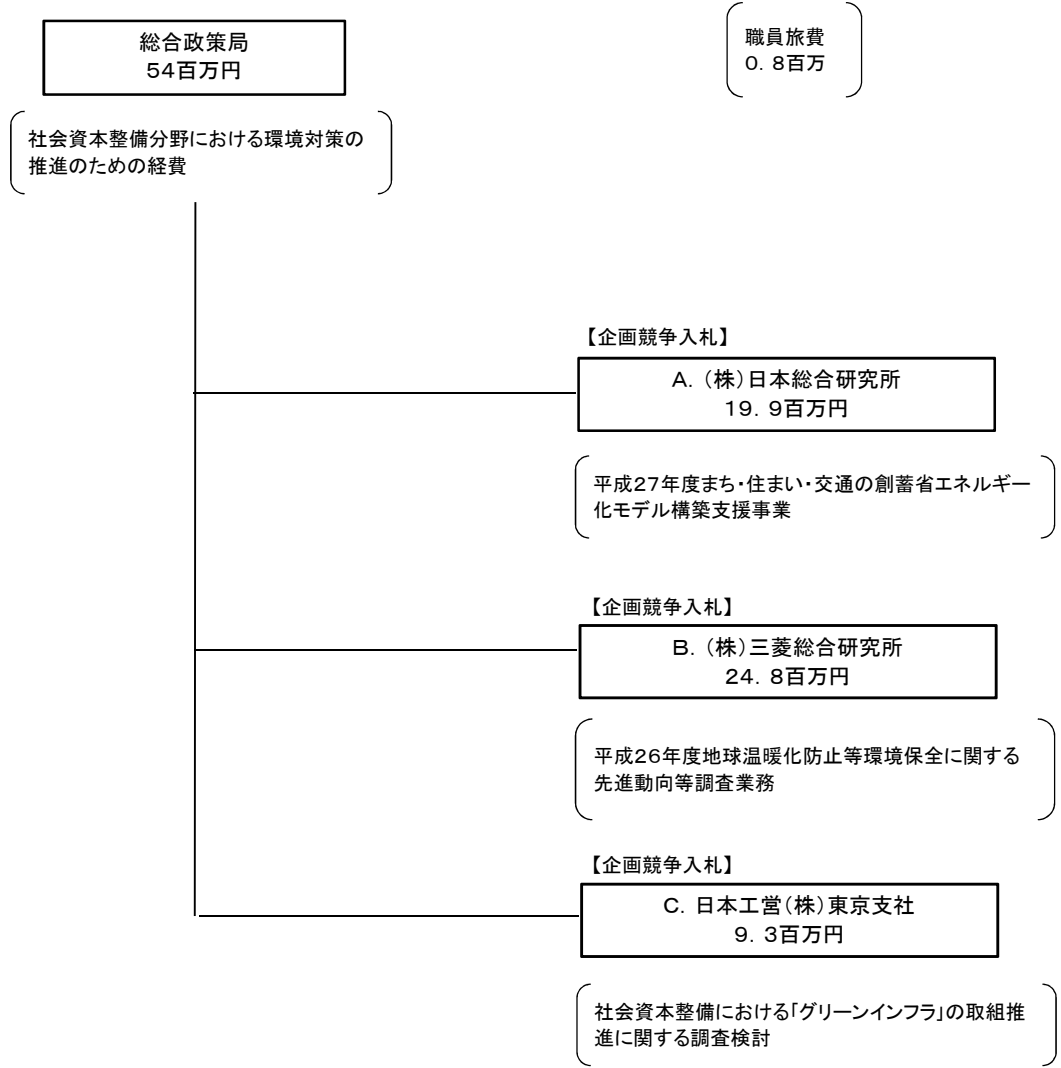 総合政策局
54百万円
職員旅費
0.8百万
社会資本整備分野における環境対策の
推進のための経費
【企画競争入札】
A.(株)日本総合研究所
19.9百万円
平成27年度まち・住まい・交通の創蓄省エネルギー
化モデル構築支援事業
【企画競争入札】
B.(株)三菱総合研究所
24.8百万円
平成26年度地球温暖化防止等環境保全に関する
先進動向等調査業務
【企画競争入札】
C.日本工営(株)東京支社
9.3百万円
社会資本整備における「グリーンインフラ」の取組推
進に関する調査検討